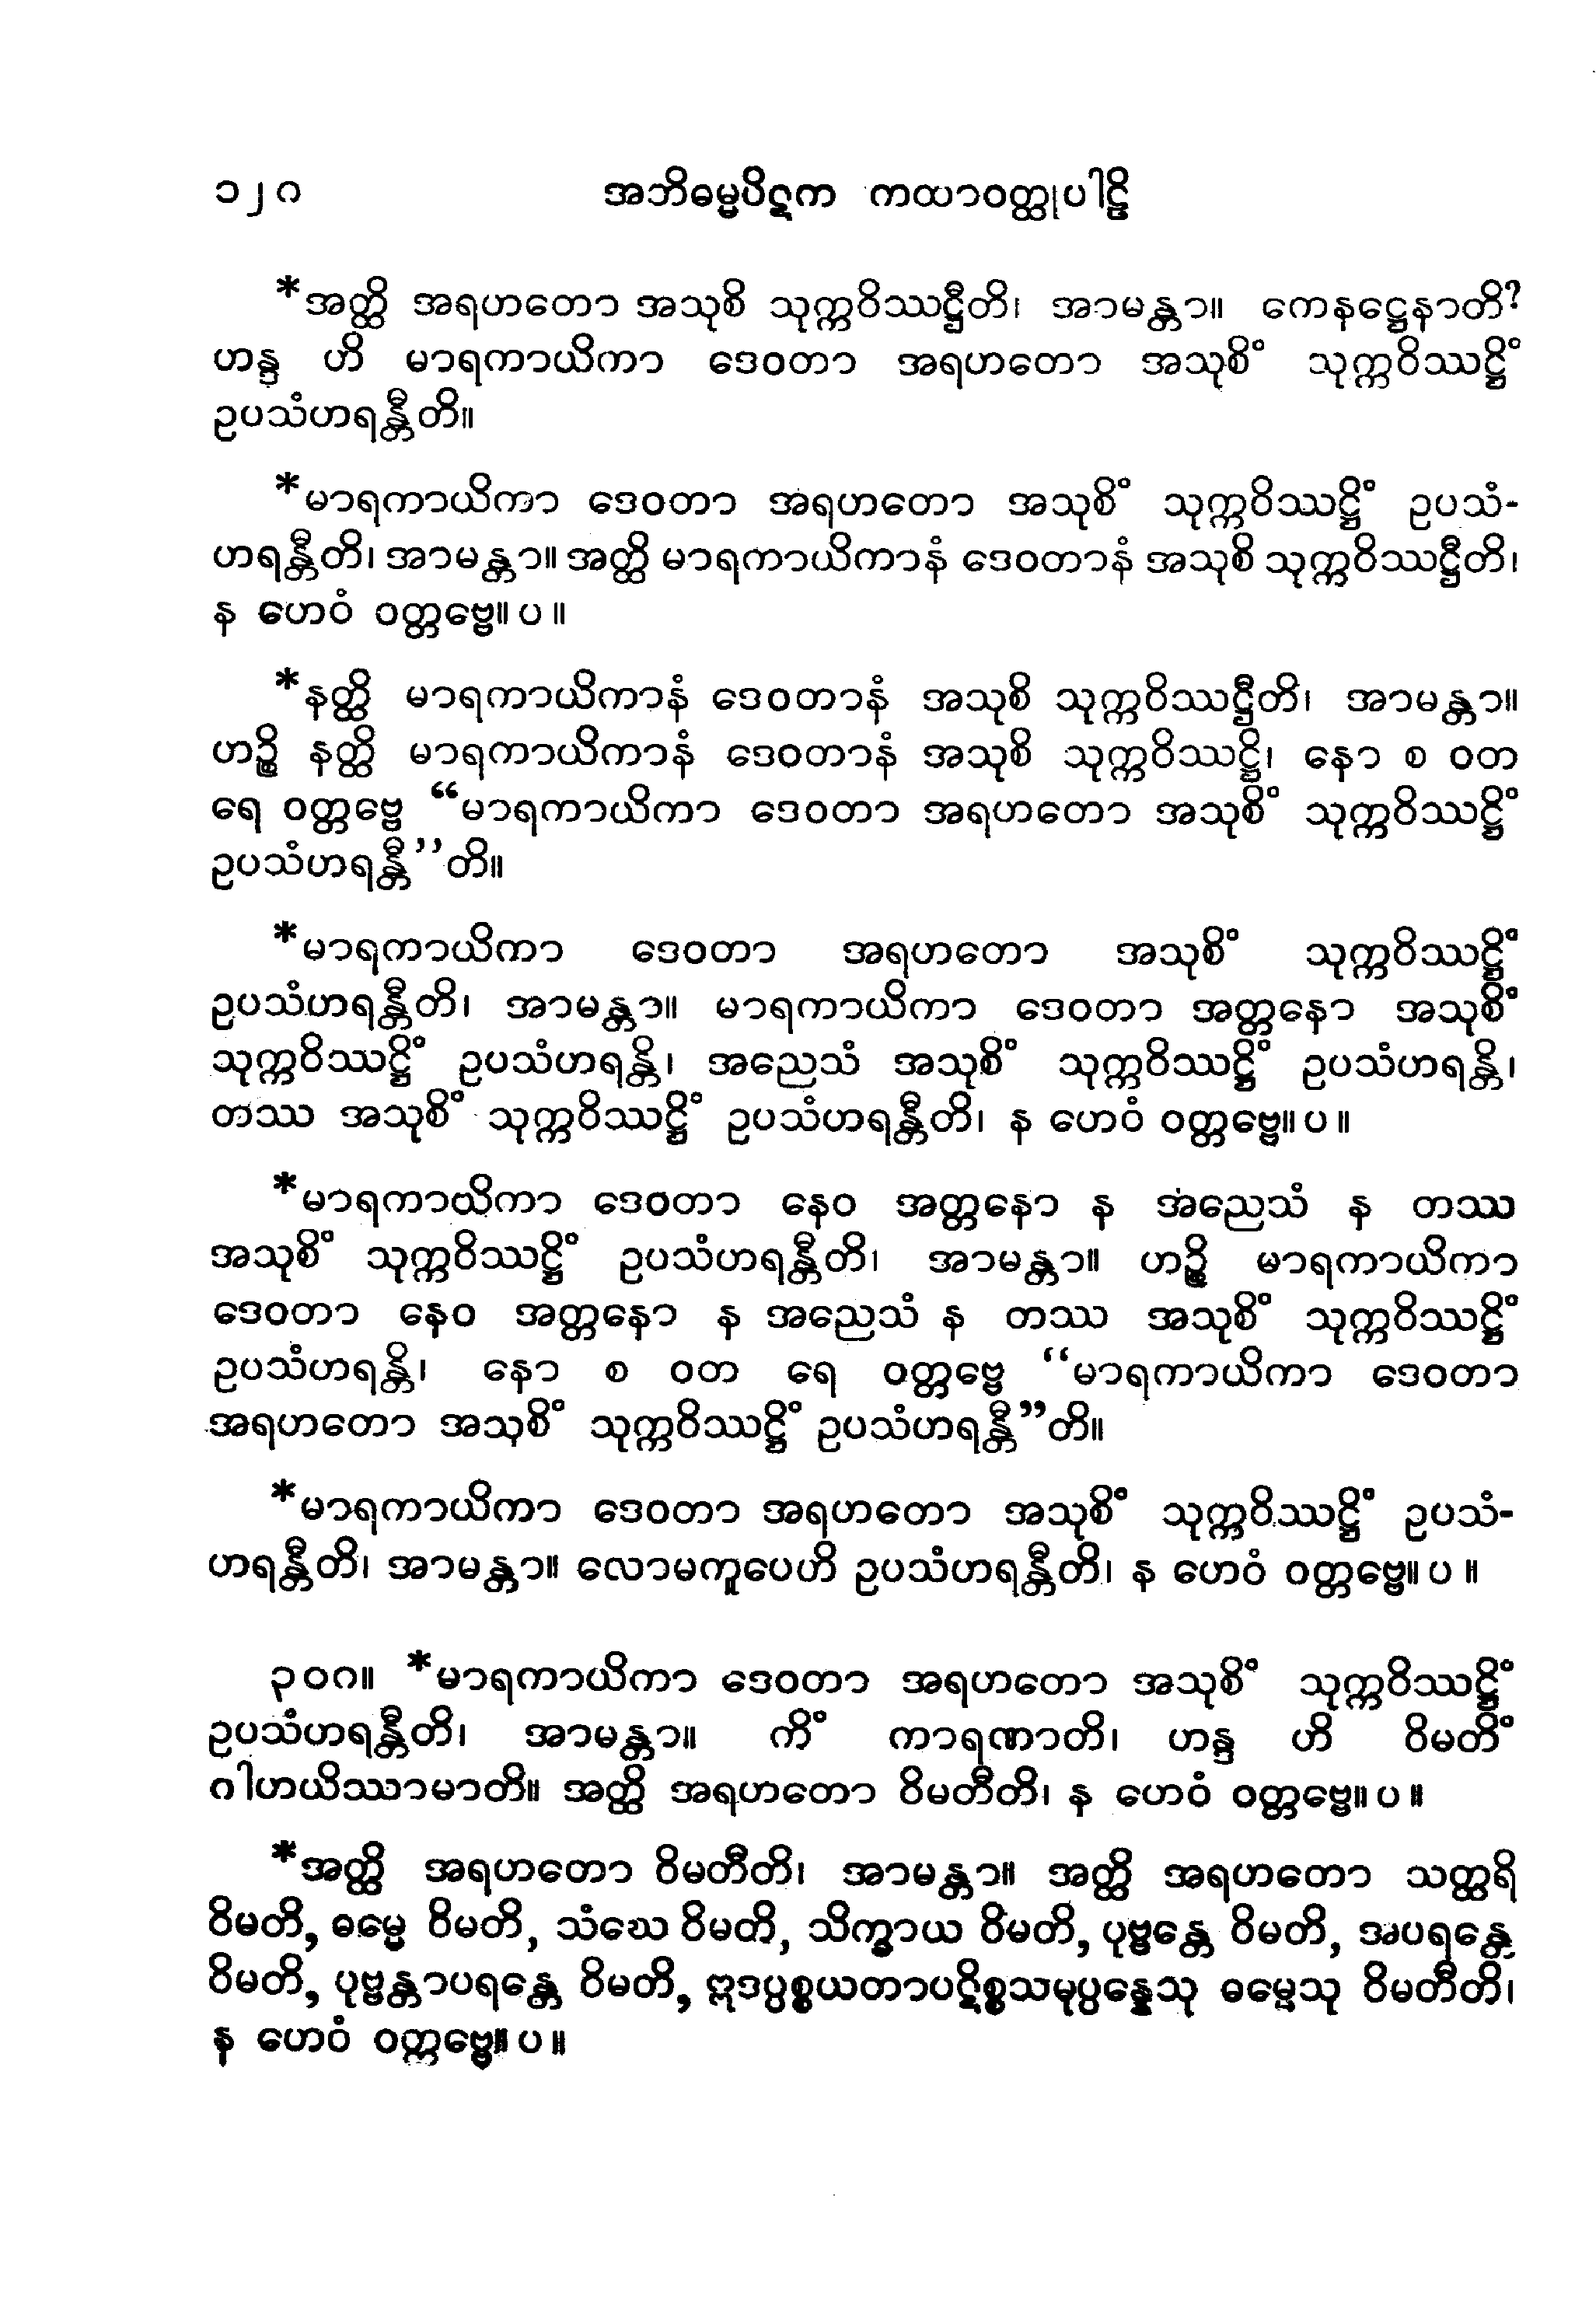 ၁၂ဂ အဘိဓမ္မပိဋက ကထာဝတ္ထုပါဠိ
*အတ္ထိ အရဟတော အသုစိ သုက္ကဝိဿဋ္ဌီတိ၊ အာမန္တာ။ ကေနဋ္ဌေနာတိ?
ဟန္ဒ ဟိ မာရကာယိကာ ဒေဝတာ အရဟတော အသုစိံ သုက္ကဝိဿဋ္ဌိံ
ဥပသံဟရန္တီတိ။
*မာရကာယိကာ ဒေဝတာ အရဟတော အသုစိံ သုက္ကဝိဿဋ္ဌိံ ဥပသံ-
ဟရန္တီတိ၊ အာမန္တာ။ အတ္ထိ မာရကာယိကာနံ ဒေဝတာနံ အသုစိ သုက္ကဝိဿဋ္ဌီတိ၊
န ဟေဝံ ဝတ္တဗ္ဗေ။ ပ ။
*နတ္ထိ မာရကာယိကာနံ ဒေဝတာနံ အသုစိ သုက္ကဝိဿဋ္ဌီတိ၊ အာမန္တာ။
ဟဉ္စိ နတ္ထိ မာရကာယိကာနံ ဒေဝတာနံ အသုစိ သုက္ကဝိဿဋ္ဌိ၊ နော စ ဝတ
ရေ ဝတ္တဗ္ဗေ “မာရကာယိကာ ဒေဝတာ အရဟတော အသုစိံ သုက္ကဝိဿဋ္ဌိံ
ဥပသံဟရန္တီ”တိ။
*မာရကာယိကာ ဒေဝတာ အရဟတော အသုစိံ သုက္ကဝိဿဋ္ဌိံ
ဥပသံဟရန္တီတိ၊ အာမန္တာ။ မာရကာယိကာ ဒေဝတာ အတ္တနော အသုစိံ
သုက္ကဝိဿဋ္ဌိံ ဥပသံဟရန္တိ၊ အညေသံ အသုစိံ သုက္ကဝိဿဋ္ဌိံ ဥပသံဟရန္တိ၊
တဿ အသုစိံ သုက္ကဝိဿဋ္ဌိံ ဥပသံဟရန္တီတိ၊ န ဟေဝံ ဝတ္တဗ္ဗေ။ ပ ။
*မာရကာယိကာ ဒေဝတာ နေဝ အတ္တနော န အညေသံ န တဿ
အသုစိံ သုက္ကဝိဿဋ္ဌိံ ဥပသံဟရန္တီတိ၊ အာမန္တာ။ ဟဉ္စိ မာရကာယိကာ
ဒေဝတာ နေဝ အတ္တနော န အညေသံ န တဿ အသုစိံ သုက္ကဝိဿဋ္ဌိံ
ဥပသံဟရန္တိ၊ နော စ ဝတ ရေ ဝတ္တဗ္ဗေ “မာရကာယိကာ ဒေဝတာ
အရဟတော အသုစိံ သုက္ကဝိဿဋ္ဌိံ ဥပသံဟရန္တီ”တိ။
*မာရကာယိကာ ဒေဝတာ အရဟတော အသုစိံ သုက္ကဝိဿဋ္ဌိံ ဥပသံ-
ဟရန္တီတိ၊ အာမန္တာ။ လောမကူပေဟိ ဥပသံဟရန္တီတိ၊ န ဟေဝံ ဝတ္တဗ္ဗေ။ ပ ။
၃၀ဂ။ *မာရကာယိကာ ဒေဝတာ အရဟတော အသုစိံ သုက္ကဝိဿဋ္ဌိံ
ဥပသံဟရန္တီတိ၊ အာမန္တာ။ ကိံ ကာရဏာတိ၊ ဟန္ဒ ဟိ ဝိမတိံ
ဂါဟယိဿာမာတိ။ အတ္ထိ အရဟတော ဝိမတီတိ၊ န ဟေဝံ ဝတ္တဗ္ဗေ။ ပ ။
*အတ္ထိ အရဟတော ဝိမတီတိ၊ အာမန္တာ။ အတ္ထိ အရဟတော သတ္ထရိ
ဝိမတိ, ဓမ္မေ ဝိမတိ, သံဃေ ဝိမတိ, သိက္ခာယ ဝိမတိ, ပုဗ္ဗန္တေ ဝိမတိ, အပရန္တေ
ဝိမတိ, ပုဗ္ဗန္တာပရန္တေ ဝိမတိ, ဣဒပ္ပစ္စယတာပဋိစ္စသမုပ္ပန္နေသု ဓမ္မေသု ဝိမတီတိ၊
န ဟေဝံ ဝတ္တဗ္ဗေ။ ပ ။